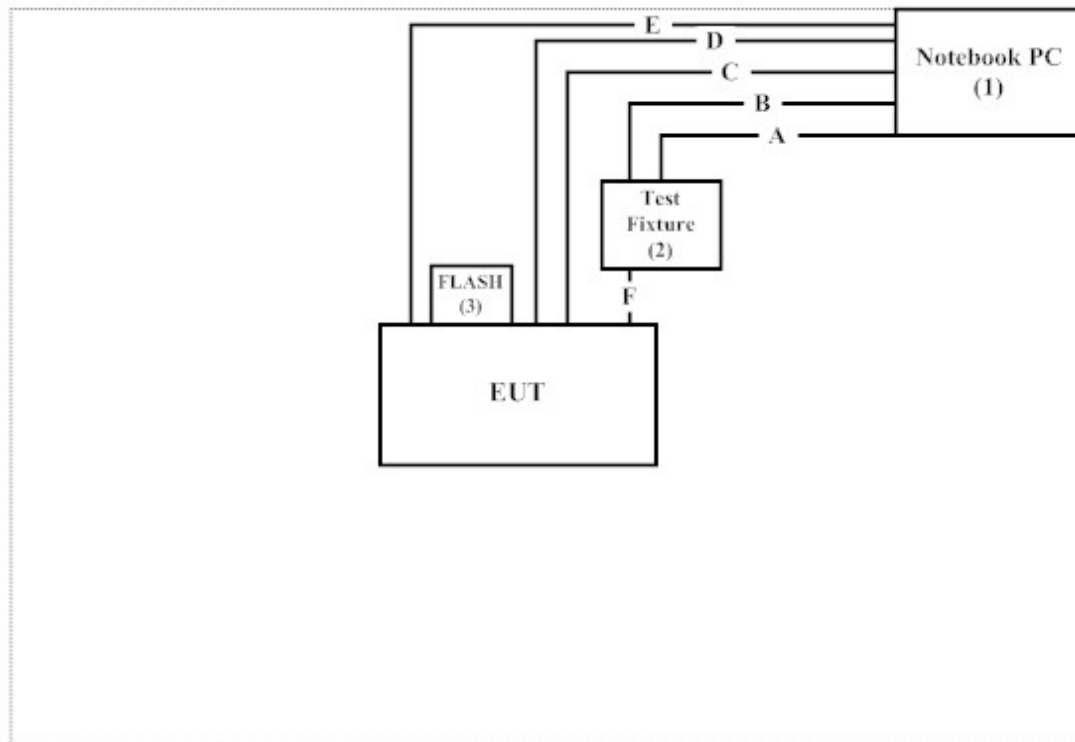 E
D
C
Notebook PC
(1)
B
A
Test
Fixture
(2)
FLASH
(3)
F
EUT